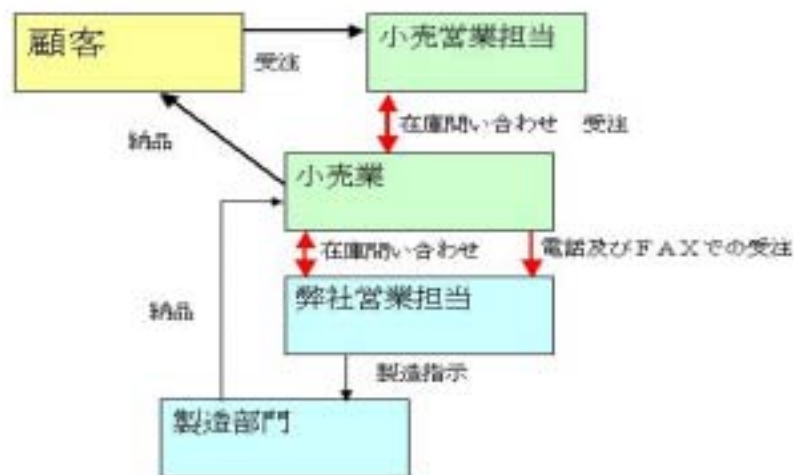 顧客
受注
小売営業担当
在庫問い合わせ 受注
納品
小売業
在庫問い合わせ
電話及びFAXでの受注
弊社営業担当
納品
製造指示
製造部門